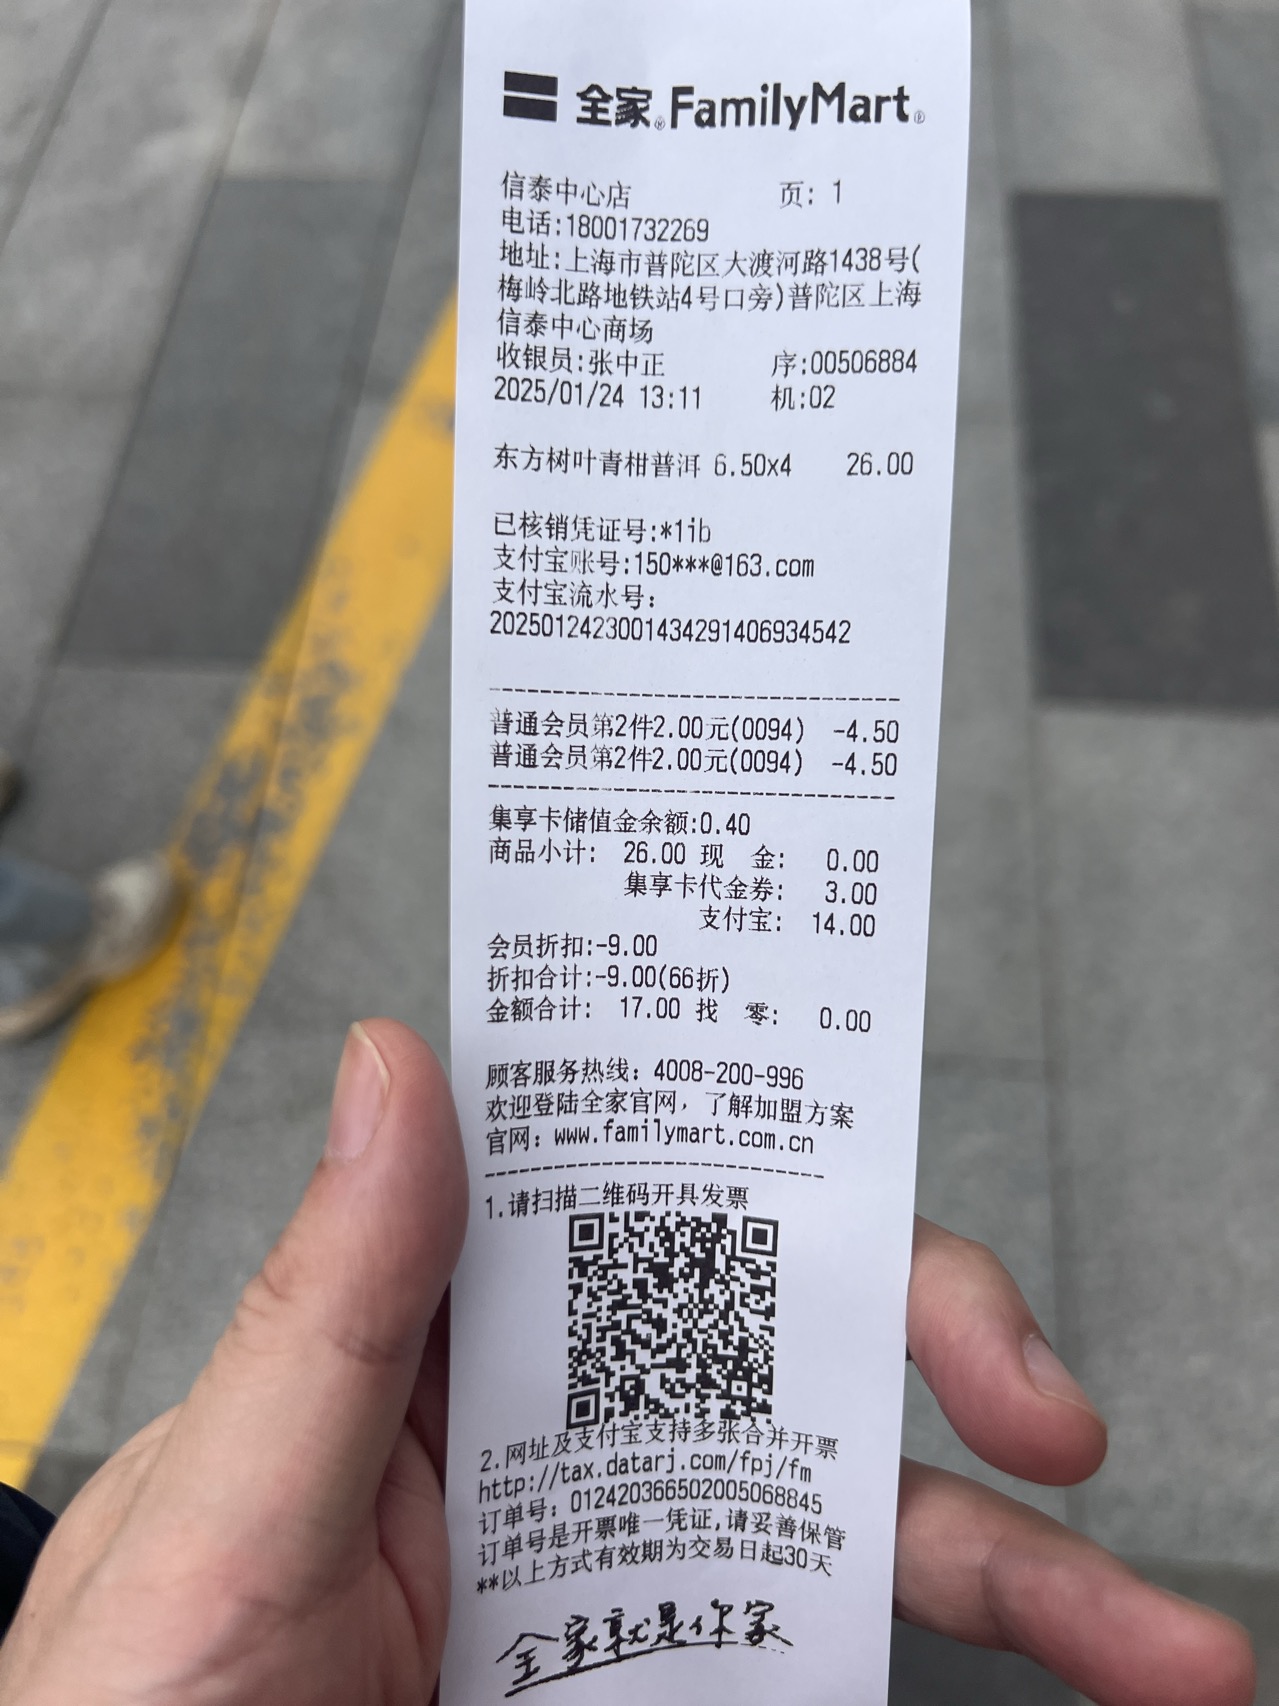 全家® FamilyMart®
信泰中心店 页: 1
电话:18001732269
地址:上海市普陀区大渡河路1438号(
梅岭北路地铁站4号口旁)普陀区上海
信泰中心商场
收银员:张中正 序:00506884
2025/01/24 13:11 机:02
东方树叶青柑普洱 6.50x4 26.00
已核销凭证号:*1ib
支付宝账号:150***@163.com
支付宝流水号:
2025012423001434291406934542
普通会员第2件2.00元(0094) -4.50
普通会员第2件2.00元(0094) -4.50
集享卡储值金余额:0.40
商品小计: 26.00 现 金: 0.00
集享卡代金券: 3.00
支付宝: 14.00
会员折扣:-9.00
折扣合计:-9.00(66折)
金额合计: 17.00 找 零: 0.00
顾客服务热线: 4008-200-996
欢迎登陆全家官网, 了解加盟方案
官网: www.familymart.com.cn
1.请扫描二维码开具发票
2.网址及支付宝支持多张合并开票
http://tax.datarj.com/fpj/fm
订单号: 0124203665020050688​45
订单号是开票唯一凭证,请妥善保管
**以上方式有效期为交易日起30天
全家就是你家